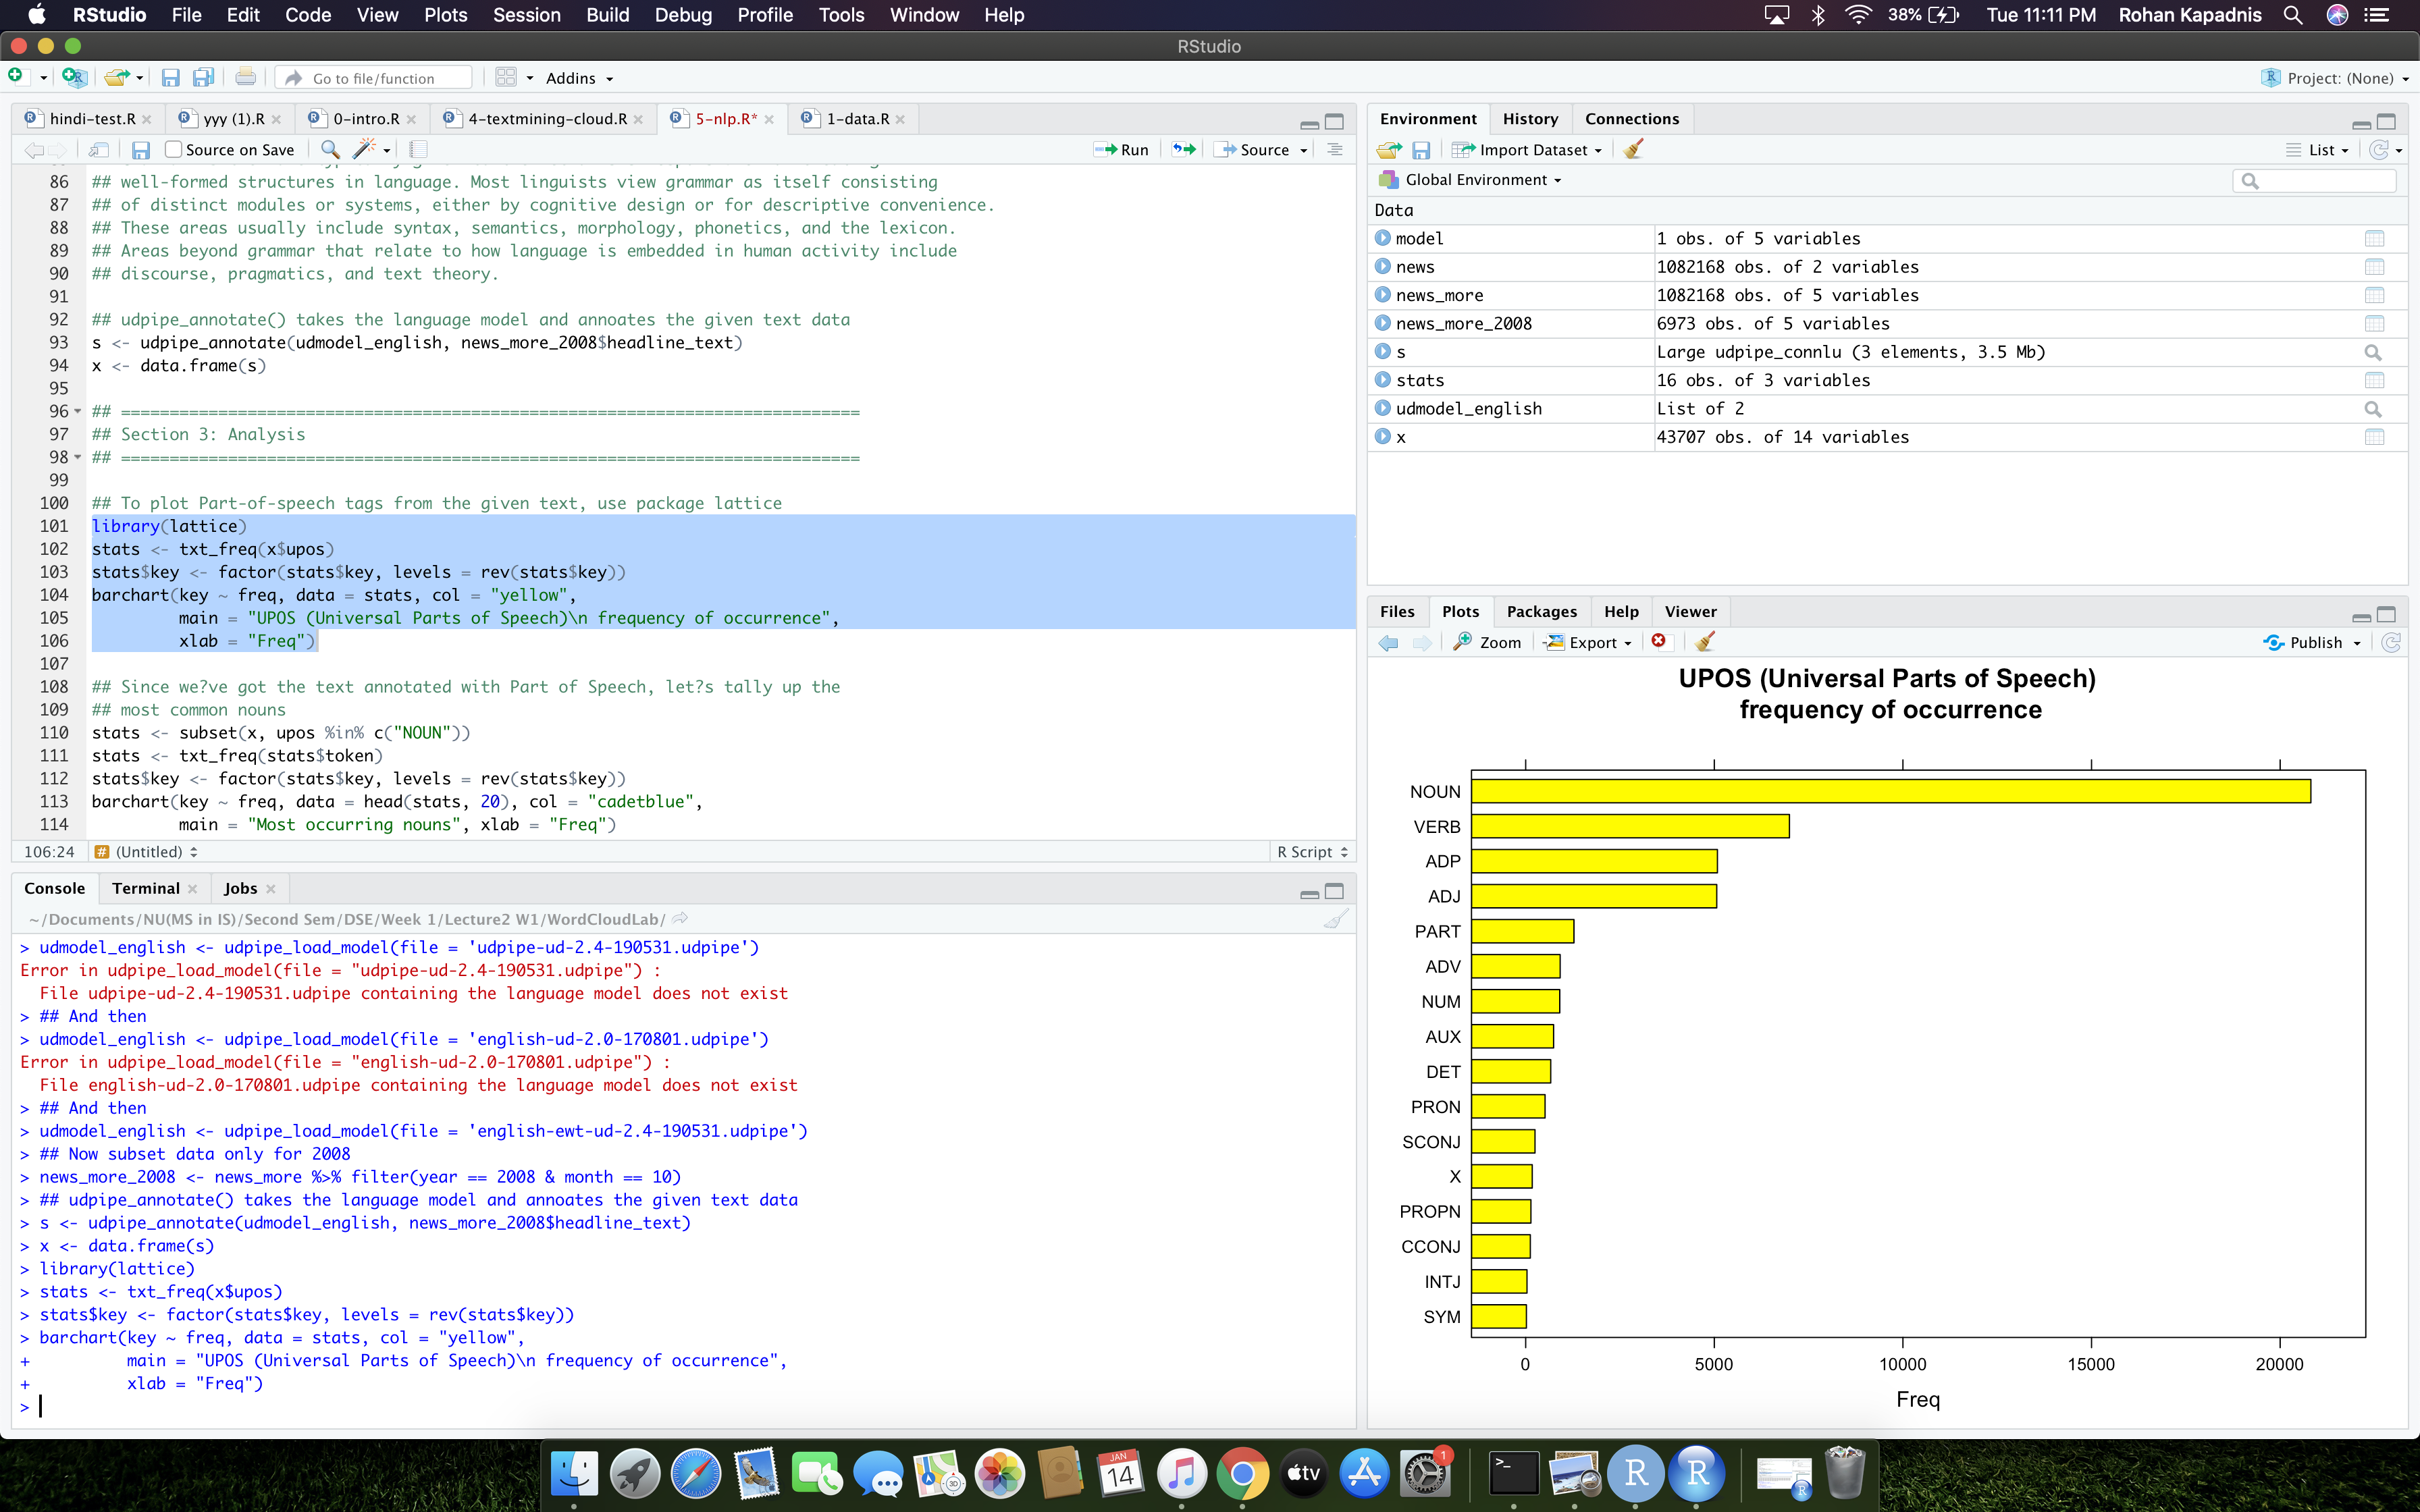 RStudio File Edit Code View Plots Session Build Debug Profile Tools Window Help 38% Tue 11:11 PM Rohan Kapadnis
RStudio
Go to file/function Addins Project: (None)
hindi-test.R yyy (1).R 0-intro.R 4-textmining-cloud.R 5-nlp.R* 1-data.R
Source on Save Run Source
86 ## well-formed structures in language. Most linguists view grammar as itself consisting
87 ## of distinct modules or systems, either by cognitive design or for descriptive convenience.
88 ## These areas usually include syntax, semantics, morphology, phonetics, and the lexicon.
89 ## Areas beyond grammar that relate to how language is embedded in human activity include
90 ## discourse, pragmatics, and text theory.
91
92 ## udpipe_annotate() takes the language model and annoates the given text data
93 s <- udpipe_annotate(udmodel_english, news_more_2008$headline_text)
94 x <- data.frame(s)
95
96 ## ============================================================================
97 ## Section 3: Analysis
98 ## ============================================================================
99
100 ## To plot Part-of-speech tags from the given text, use package lattice
101 library(lattice)
102 stats <- txt_freq(x$upos)
103 stats$key <- factor(stats$key, levels = rev(stats$key))
104 barchart(key ~ freq, data = stats, col = "yellow",
105 main = "UPOS (Universal Parts of Speech)\n frequency of occurrence",
106 xlab = "Freq")
107
108 ## Since we?ve got the text annotated with Part of Speech, let?s tally up the
109 ## most common nouns
110 stats <- subset(x, upos %in% c("NOUN"))
111 stats <- txt_freq(stats$token)
112 stats$key <- factor(stats$key, levels = rev(stats$key))
113 barchart(key ~ freq, data = head(stats, 20), col = "cadetblue",
114 main = "Most occurring nouns", xlab = "Freq")
106:24 # (Untitled) R Script
Console Terminal Jobs
~/Documents/NU(MS in IS)/Second Sem/DSE/Week 1/Lecture2 W1/WordCloudLab/
> udmodel_english <- udpipe_load_model(file = 'udpipe-ud-2.4-190531.udpipe')
Error in udpipe_load_model(file = "udpipe-ud-2.4-190531.udpipe") :
File udpipe-ud-2.4-190531.udpipe containing the language model does not exist
> ## And then
> udmodel_english <- udpipe_load_model(file = 'english-ud-2.0-170801.udpipe')
Error in udpipe_load_model(file = "english-ud-2.0-170801.udpipe") :
File english-ud-2.0-170801.udpipe containing the language model does not exist
> ## And then
> udmodel_english <- udpipe_load_model(file = 'english-ewt-ud-2.4-190531.udpipe')
> ## Now subset data only for 2008
> news_more_2008 <- news_more %>% filter(year == 2008 & month == 10)
> ## udpipe_annotate() takes the language model and annoates the given text data
> s <- udpipe_annotate(udmodel_english, news_more_2008$headline_text)
> x <- data.frame(s)
> library(lattice)
> stats <- txt_freq(x$upos)
> stats$key <- factor(stats$key, levels = rev(stats$key))
> barchart(key ~ freq, data = stats, col = "yellow",
+ main = "UPOS (Universal Parts of Speech)\n frequency of occurrence",
+ xlab = "Freq")
>
Environment History Connections
Import Dataset List
Global Environment
Data
model 1 obs. of 5 variables
news 1082168 obs. of 2 variables
news_more 1082168 obs. of 5 variables
news_more_2008 6973 obs. of 5 variables
s Large udpipe_connlu (3 elements, 3.5 Mb)
stats 16 obs. of 3 variables
udmodel_english List of 2
x 43707 obs. of 14 variables
Files Plots Packages Help Viewer
Zoom Export Publish
UPOS (Universal Parts of Speech)
frequency of occurrence
NOUN
VERB
ADP
ADJ
PART
ADV
NUM
AUX
DET
PRON
SCONJ
X
PROPN
CCONJ
INTJ
SYM
0 5000 10000 15000 20000
Freq
JAN
14
tv
1
R
R